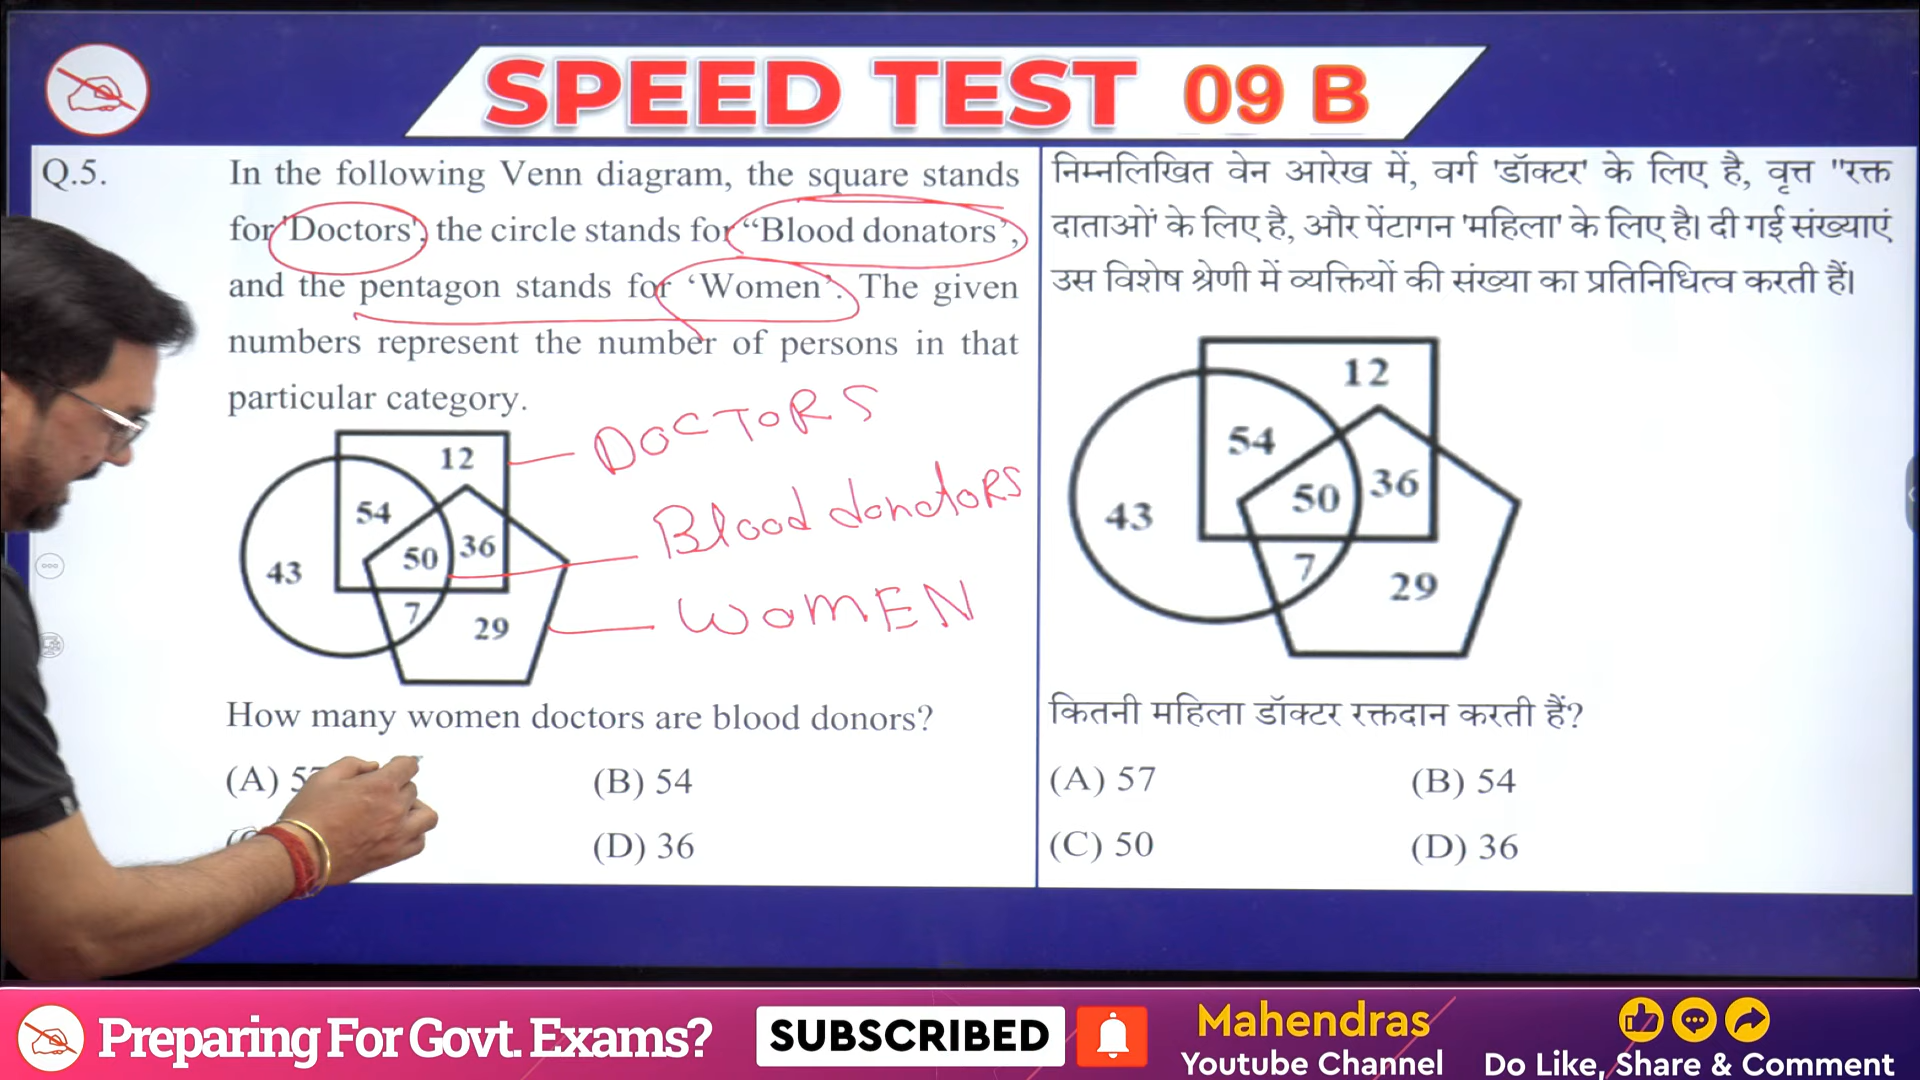 SPEED TEST 09 B
Q.5.
In the following Venn diagram, the square stands
for 'Doctors', the circle stands for “Blood donators’,
and the pentagon stands for ‘Women’. The given
numbers represent the number of persons in that
particular category.
12
54
50
36
43
7
29
DOCTORS
Blood donators
WOMEN
How many women doctors are blood donors?
(A) 57
(B) 54
(D) 36
निम्नलिखित वेन आरेख में, वर्ग 'डॉक्टर' के लिए है, वृत्त "रक्त
दाताओं' के लिए है, और पेंटागन 'महिला' के लिए है। दी गई संख्याएं
उस विशेष श्रेणी में व्यक्तियों की संख्या का प्रतिनिधित्व करती हैं।
12
54
50
36
43
7
29
कितनी महिला डॉक्टर रक्तदान करती हैं?
(A) 57
(B) 54
(C) 50
(D) 36
Preparing For Govt. Exams?
SUBSCRIBED
Mahendras
Youtube Channel
Do Like, Share & Comment